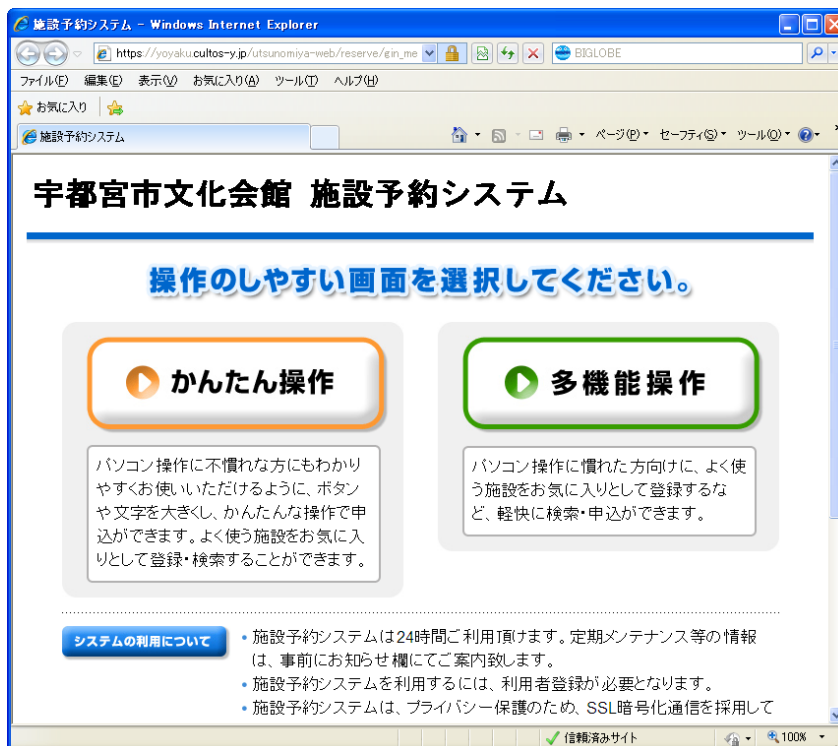 施設予約システム - Windows Internet Explorer
https://yoyaku.cultos-y.jp/utsunomiya-web/reserve/gin_me
BIGLOBE
ファイル(F) 編集(E) 表示(V) お気に入り(A) ツール(T) ヘルプ(H)
お気に入り
施設予約システム
ページ(P) セーフティ(S) ツール(O)
宇都宮市文化会館 施設予約システム
操作のしやすい画面を選択してください。
かんたん操作
パソコン操作に不慣れな方にもわかり
やすくお使いいただけるように、ボタン
や文字を大きくし、かんたんな操作で申
込ができます。よく使う施設をお気に入
りとして登録・検索することができます。
多機能操作
パソコン操作に慣れた方向けに、よく使
う施設をお気に入りとして登録するな
ど、軽快に検索・申込ができます。
システムの利用について
・施設予約システムは24時間ご利用頂けます。定期メンテナンス等の情報
は、事前にお知らせ欄にてご案内致します。
・施設予約システムを利用するには、利用者登録が必要となります。
・施設予約システムは、プライバシー保護のため、SSL暗号化通信を採用して
信頼済みサイト
100%